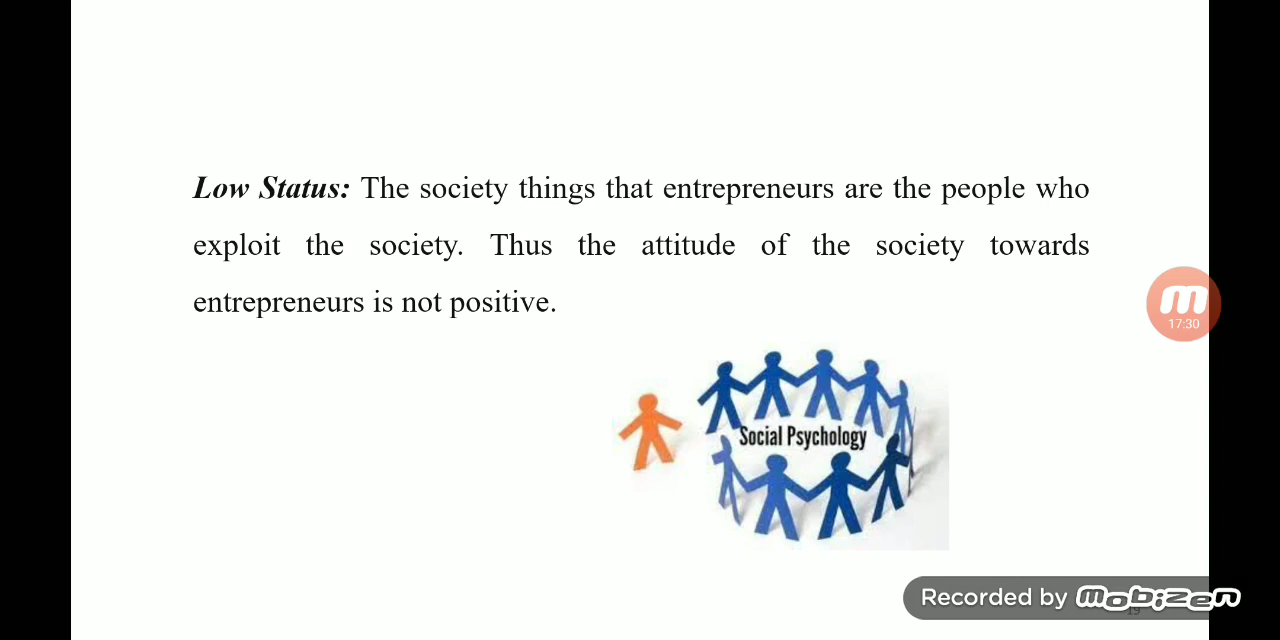 Low Status: The society things that entrepreneurs are the people who
exploit the society. Thus the attitude of the society towards
entrepreneurs is not positive.
17:30
Social Psychology
Recorded by mobizen
19